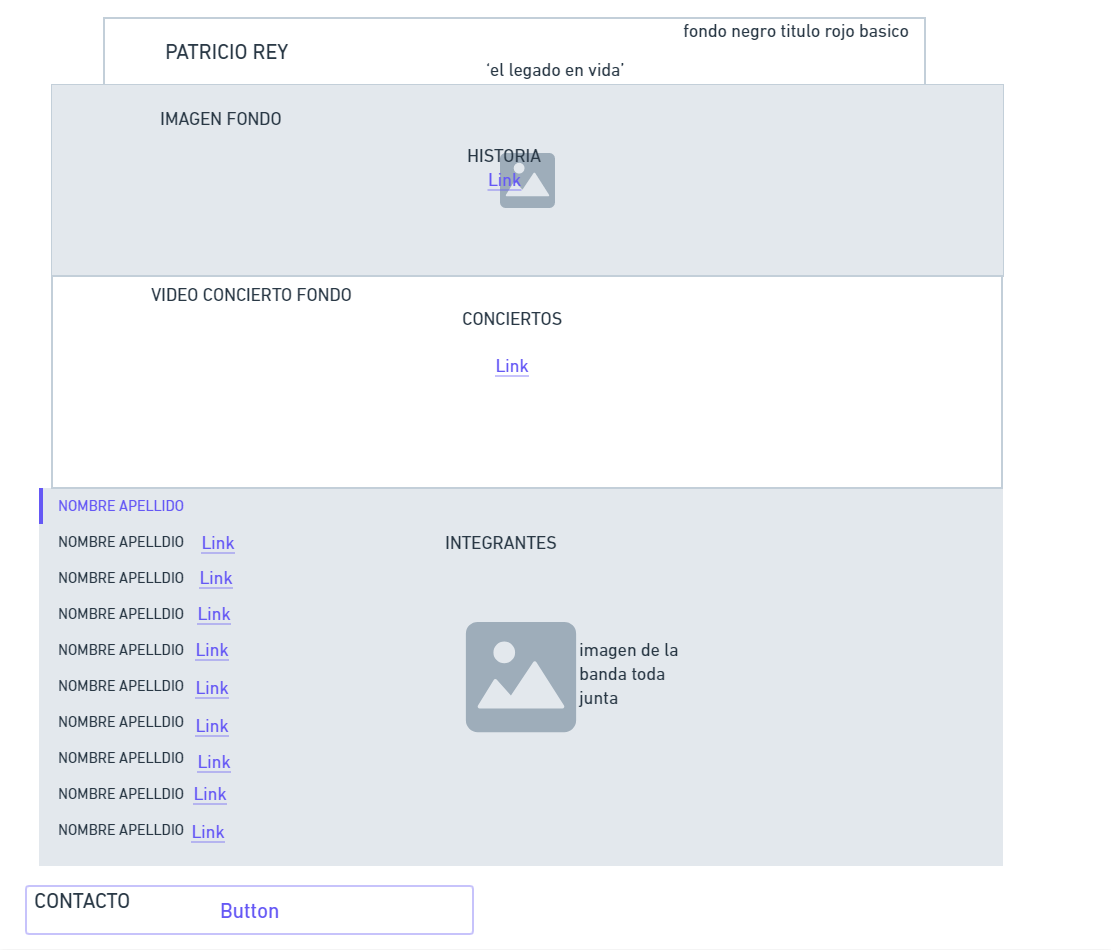 fondo negro titulo rojo basico
PATRICIO REY
‘el legado en vida’
IMAGEN FONDO
HISTORIA
Link
VIDEO CONCIERTO FONDO
CONCIERTOS
Link
NOMBRE APELLIDO
NOMBRE APELLDIO Link
INTEGRANTES
NOMBRE APELLDIO Link
NOMBRE APELLDIO Link
NOMBRE APELLDIO Link
NOMBRE APELLDIO Link
NOMBRE APELLDIO Link
NOMBRE APELLDIO Link
NOMBRE APELLDIO Link
NOMBRE APELLDIO Link
imagen de la
banda toda
junta
CONTACTO
Button